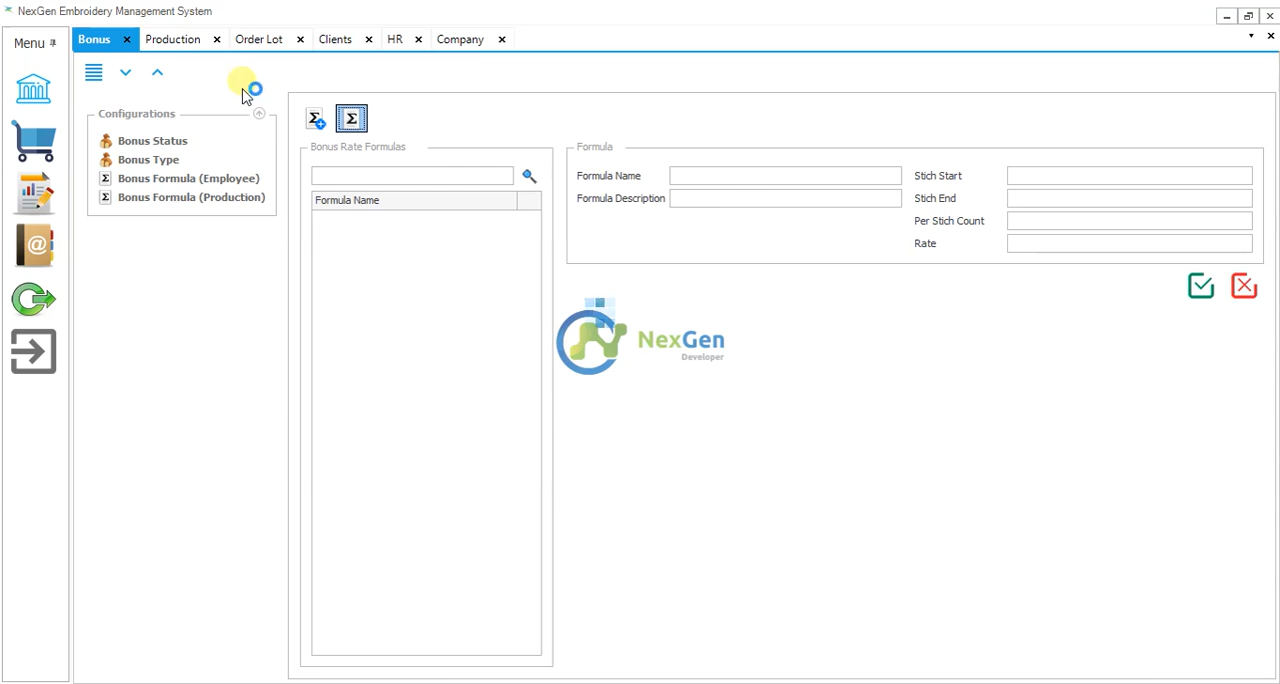 NexGen Embroidery Management System
Menu
Bonus
Production
Order Lot
Clients
HR
Company
Configurations
Bonus Status
Bonus Type
Bonus Formula (Employee)
Bonus Formula (Production)
Bonus Rate Formulas
Formula Name
Formula
Formula Name
Formula Description
Stich Start
Stich End
Per Stich Count
Rate
NexGen
Developer